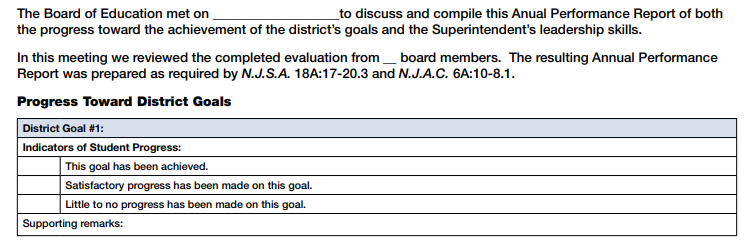 The Board of Education met on ____________________to discuss and compile this Anual Performance Report of both
the progress toward the achievement of the district's goals and the Superintendent's leadership skills.
In this meeting we reviewed the completed evaluation from __ board members. The resulting Annual Performance
Report was prepared as required by N.J.S.A. 18A:17-20.3 and N.J.A.C. 6A:10-8.1.
Progress Toward District Goals
District Goal #1:
Indicators of Student Progress:
This goal has been achieved.
Satisfactory progress has been made on this goal.
Little to no progress has been made on this goal.
Supporting remarks: